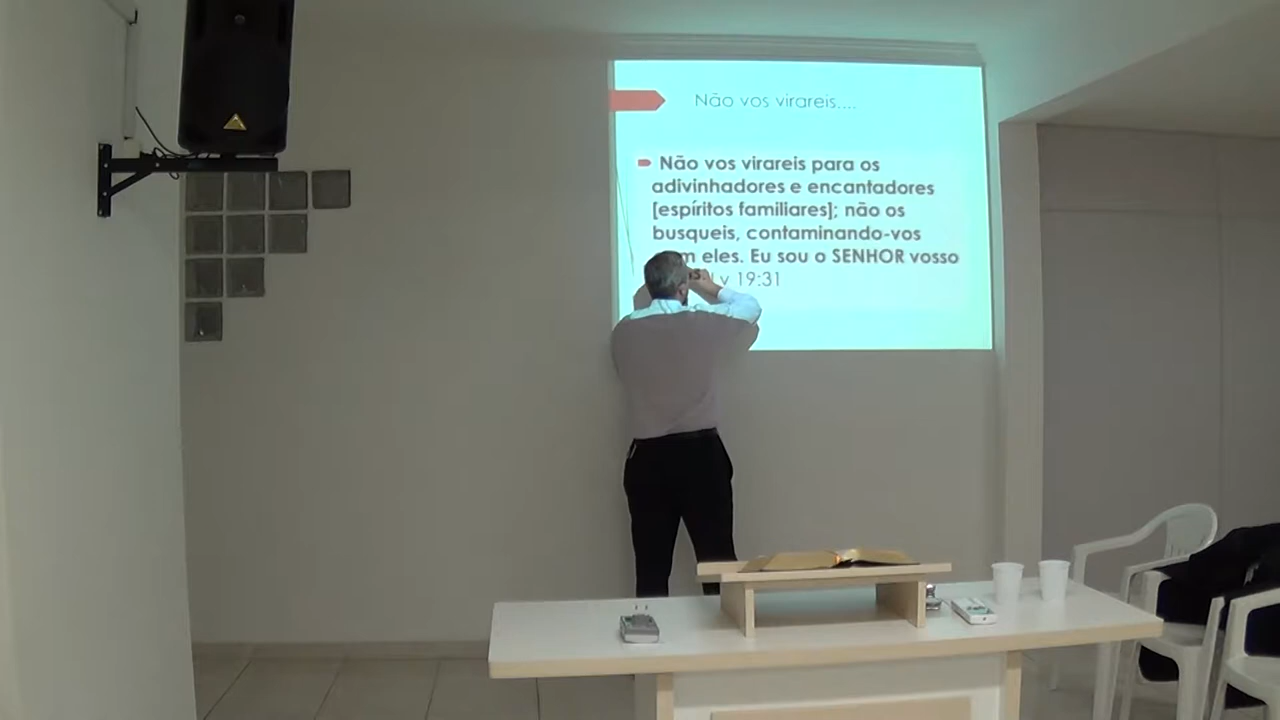 Não vos virareis....
Não vos virareis para os
adivinhadores e encantadores
[espíritos familiares]; não os
busqueis, contaminando-vos
eles. Eu sou o SENHOR vosso
19:31